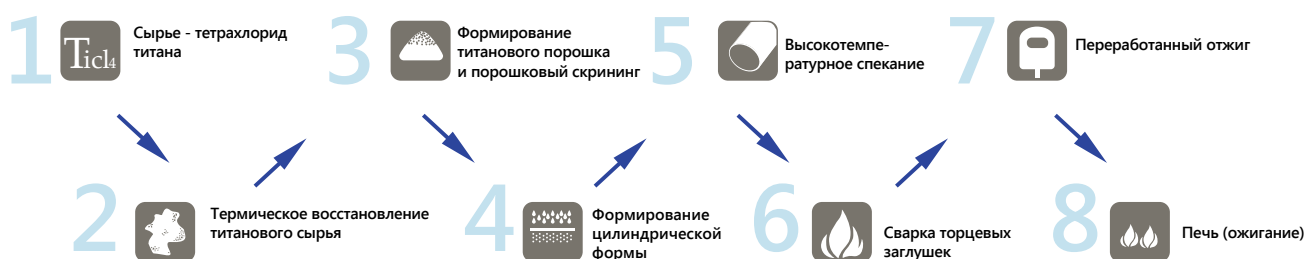 1
Ticl4
Сырье - тетрахлорид
титана
2
Термическое восстановление
титанового сырья
3
Формирование
титанового порошка
и порошковый скрининг
4
Формирование
цилиндрической
формы
5
Высокотемпе-
ратурное спекание
6
Сварка торцевых
заглушек
7
Переработанный отжиг
8
Печь (ожигание)